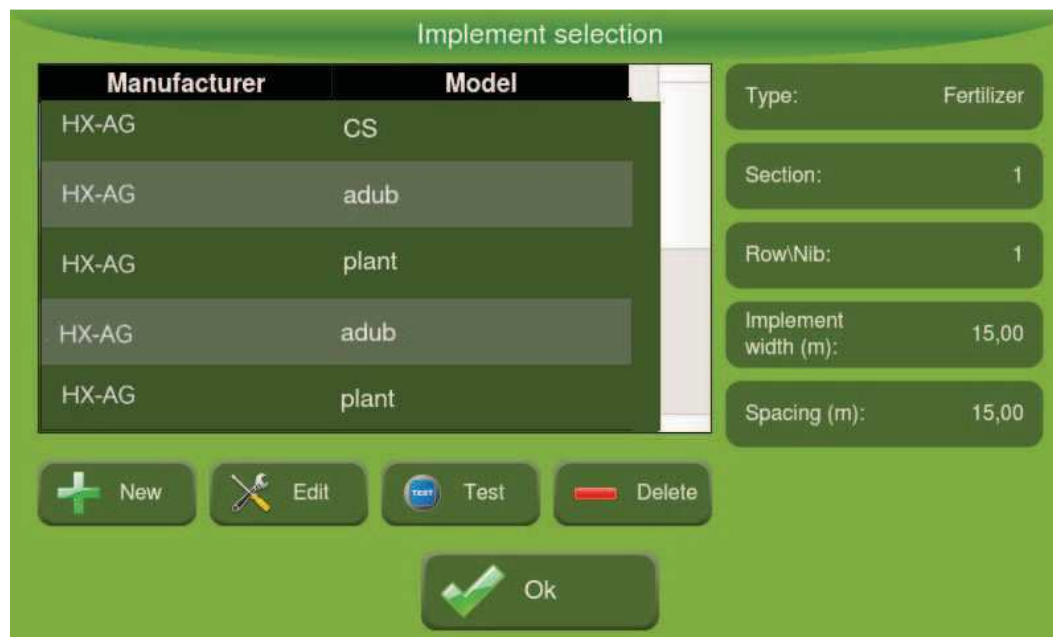 Implement selection
Manufacturer Model
HX-AG CS
HX-AG adub
HX-AG plant
HX-AG adub
HX-AG plant
Type: Fertilizer
Section: 1
Row\Nib: 1
Implement
width (m): 15,00
Spacing (m): 15,00
New Edit TEST Test Delete
Ok